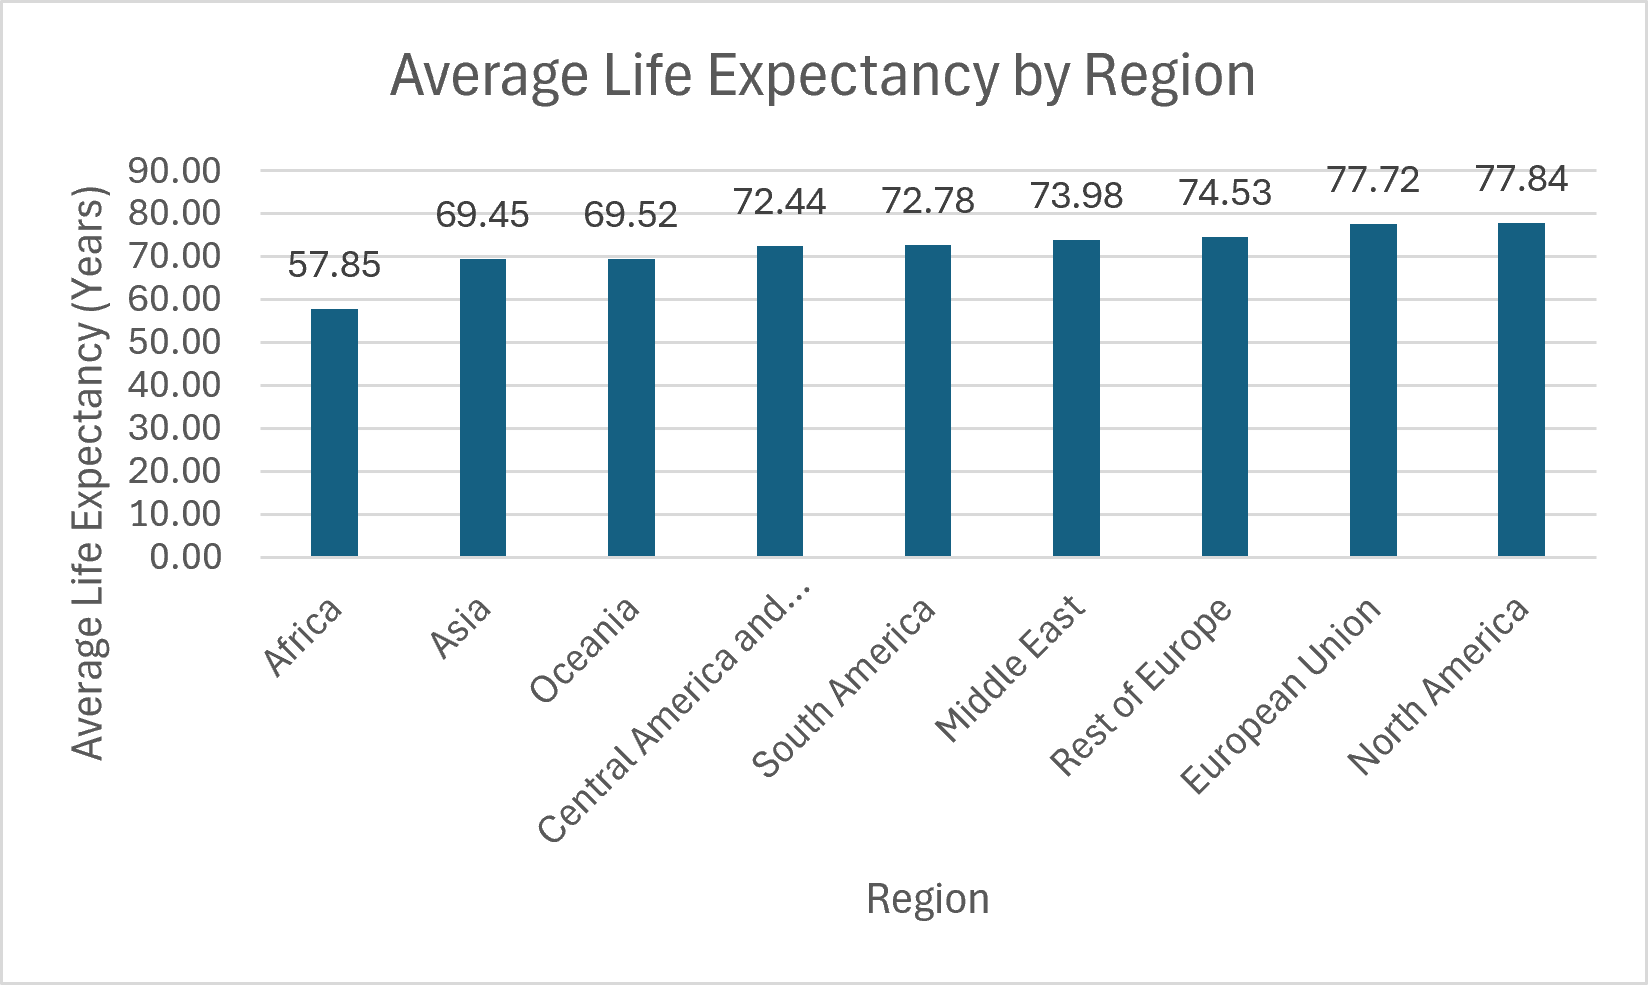 Average Life Expectancy by Region
Average Life Expectancy (Years)
90.00
80.00
70.00
60.00
50.00
40.00
30.00
20.00
10.00
0.00
57.85
69.45
69.52
72.44
72.78
73.98
74.53
77.72
77.84
Africa
Asia
Oceania
Central America and...
South America
Middle East
Rest of Europe
European Union
North America
Region